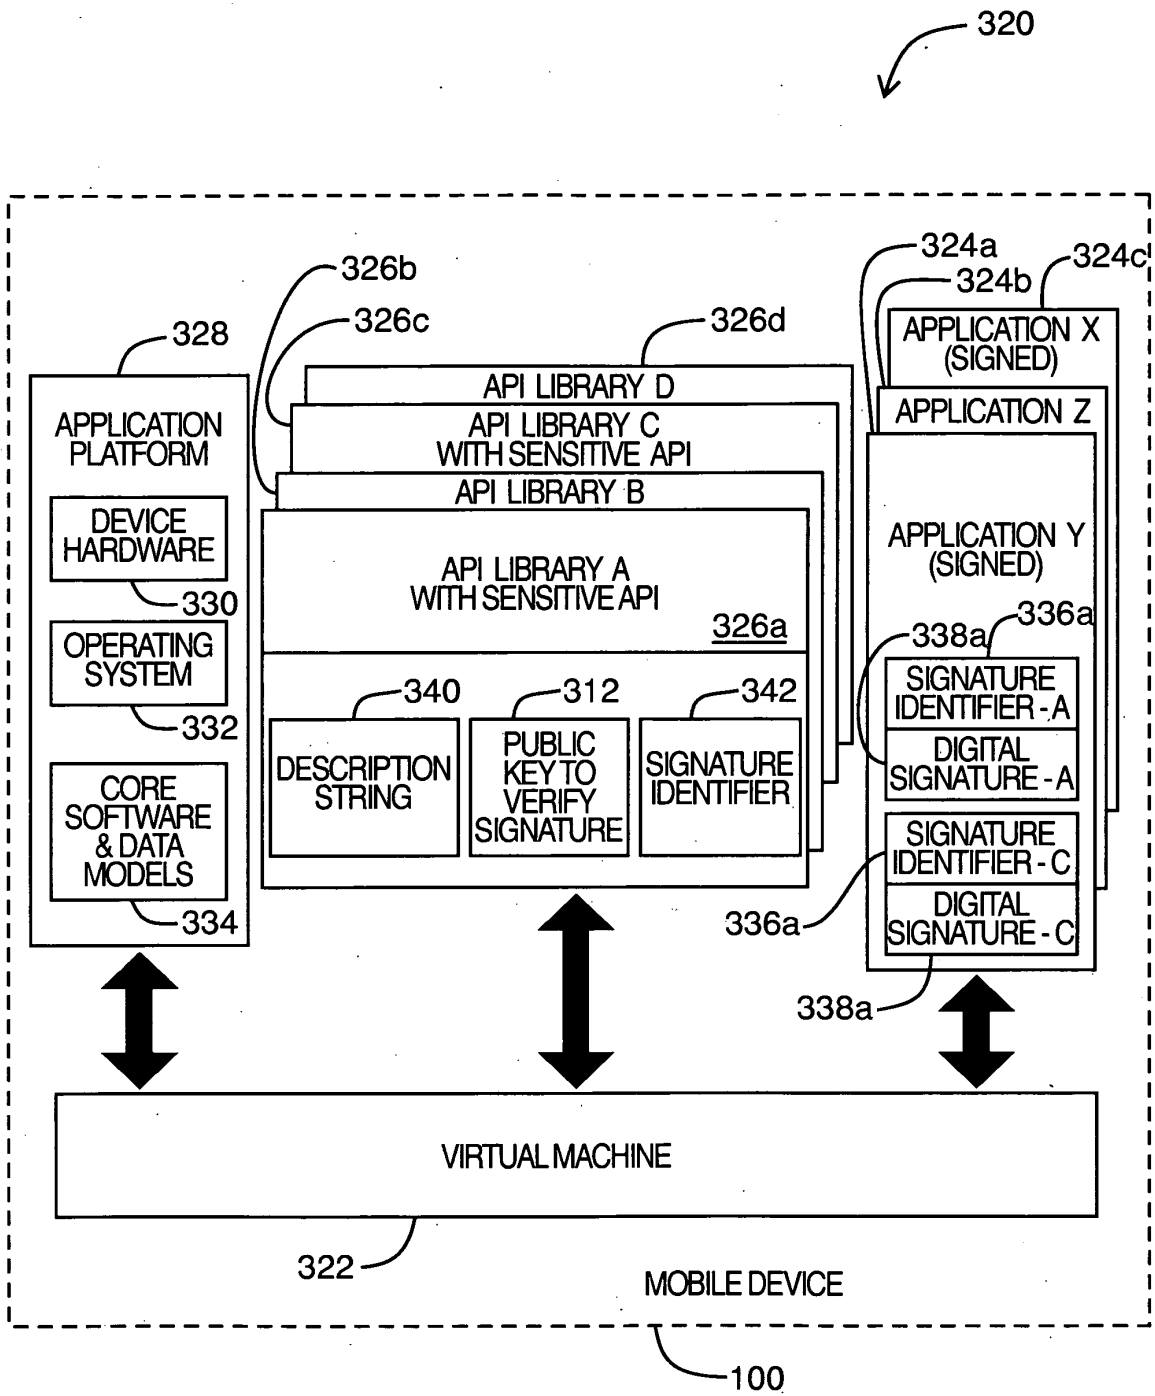 320
324a
324c
326b
324b
326c
326d
328
APPLICATION X
(SIGNED)
API LIBRARY D
APPLICATION Z
APPLICATION
PLATFORM
API LIBRARY C
WITH SENSITIVE API
API LIBRARY B
DEVICE
HARDWARE
330
API LIBRARY A
WITH SENSITIVE API
326a
APPLICATION Y
(SIGNED)
336a
338a
OPERATING
SYSTEM
332
340
312
342
SIGNATURE
IDENTIFIER - A
DIGITAL
SIGNATURE - A
DESCRIPTION
STRING
PUBLIC
KEY TO
VERIFY
SIGNATURE
SIGNATURE
IDENTIFIER
CORE
SOFTWARE
& DATA
MODELS
334
SIGNATURE
IDENTIFIER - C
336a
DIGITAL
SIGNATURE - C
338a
VIRTUAL MACHINE
322
MOBILE DEVICE
100